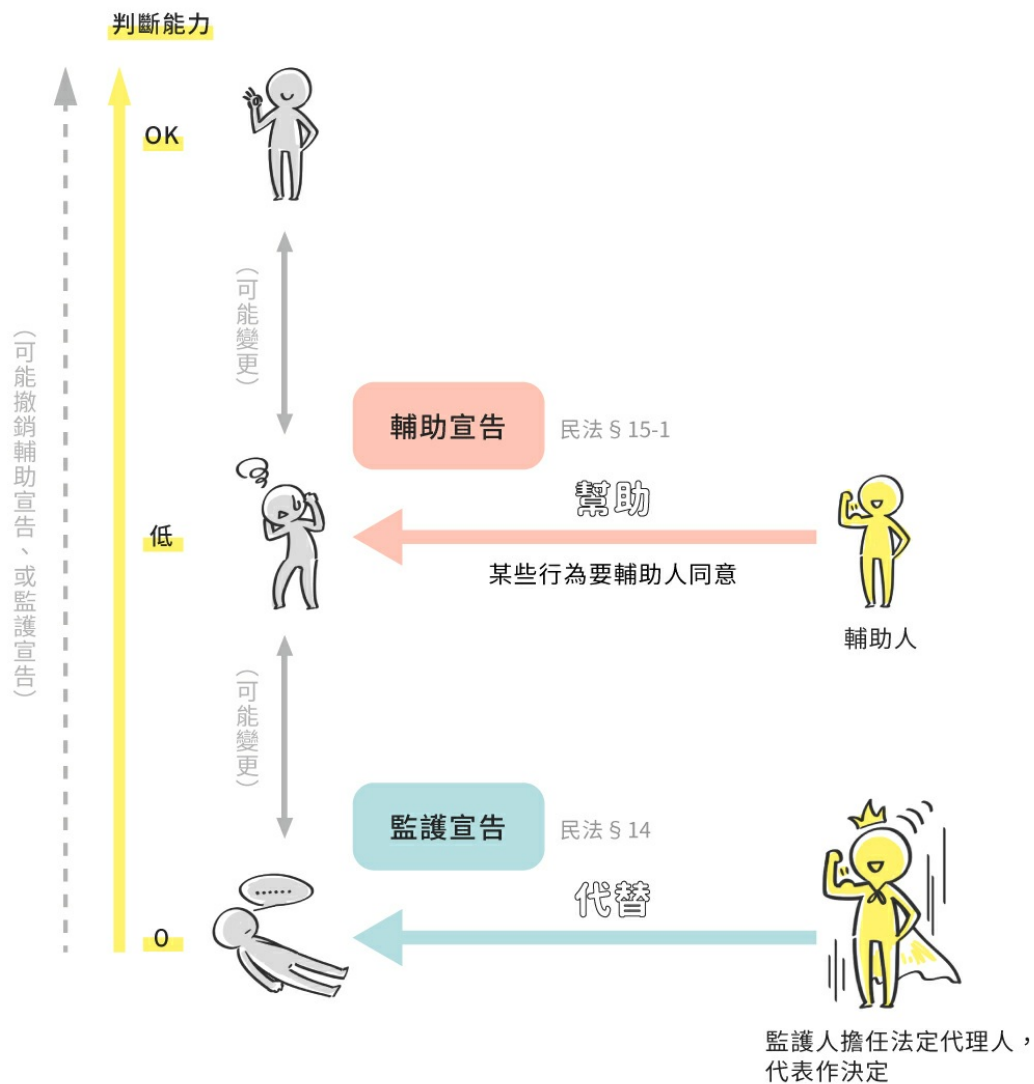 判斷能力
OK
(可能變更)
(可能撤銷輔助宣告、或監護宣告)
輔助宣告
民法§15-1
幫助
低
某些行為要輔助人同意
輔助人
(可能變更)
監護宣告
民法§14
代替
......
0
監護人擔任法定代理人，
代表作決定